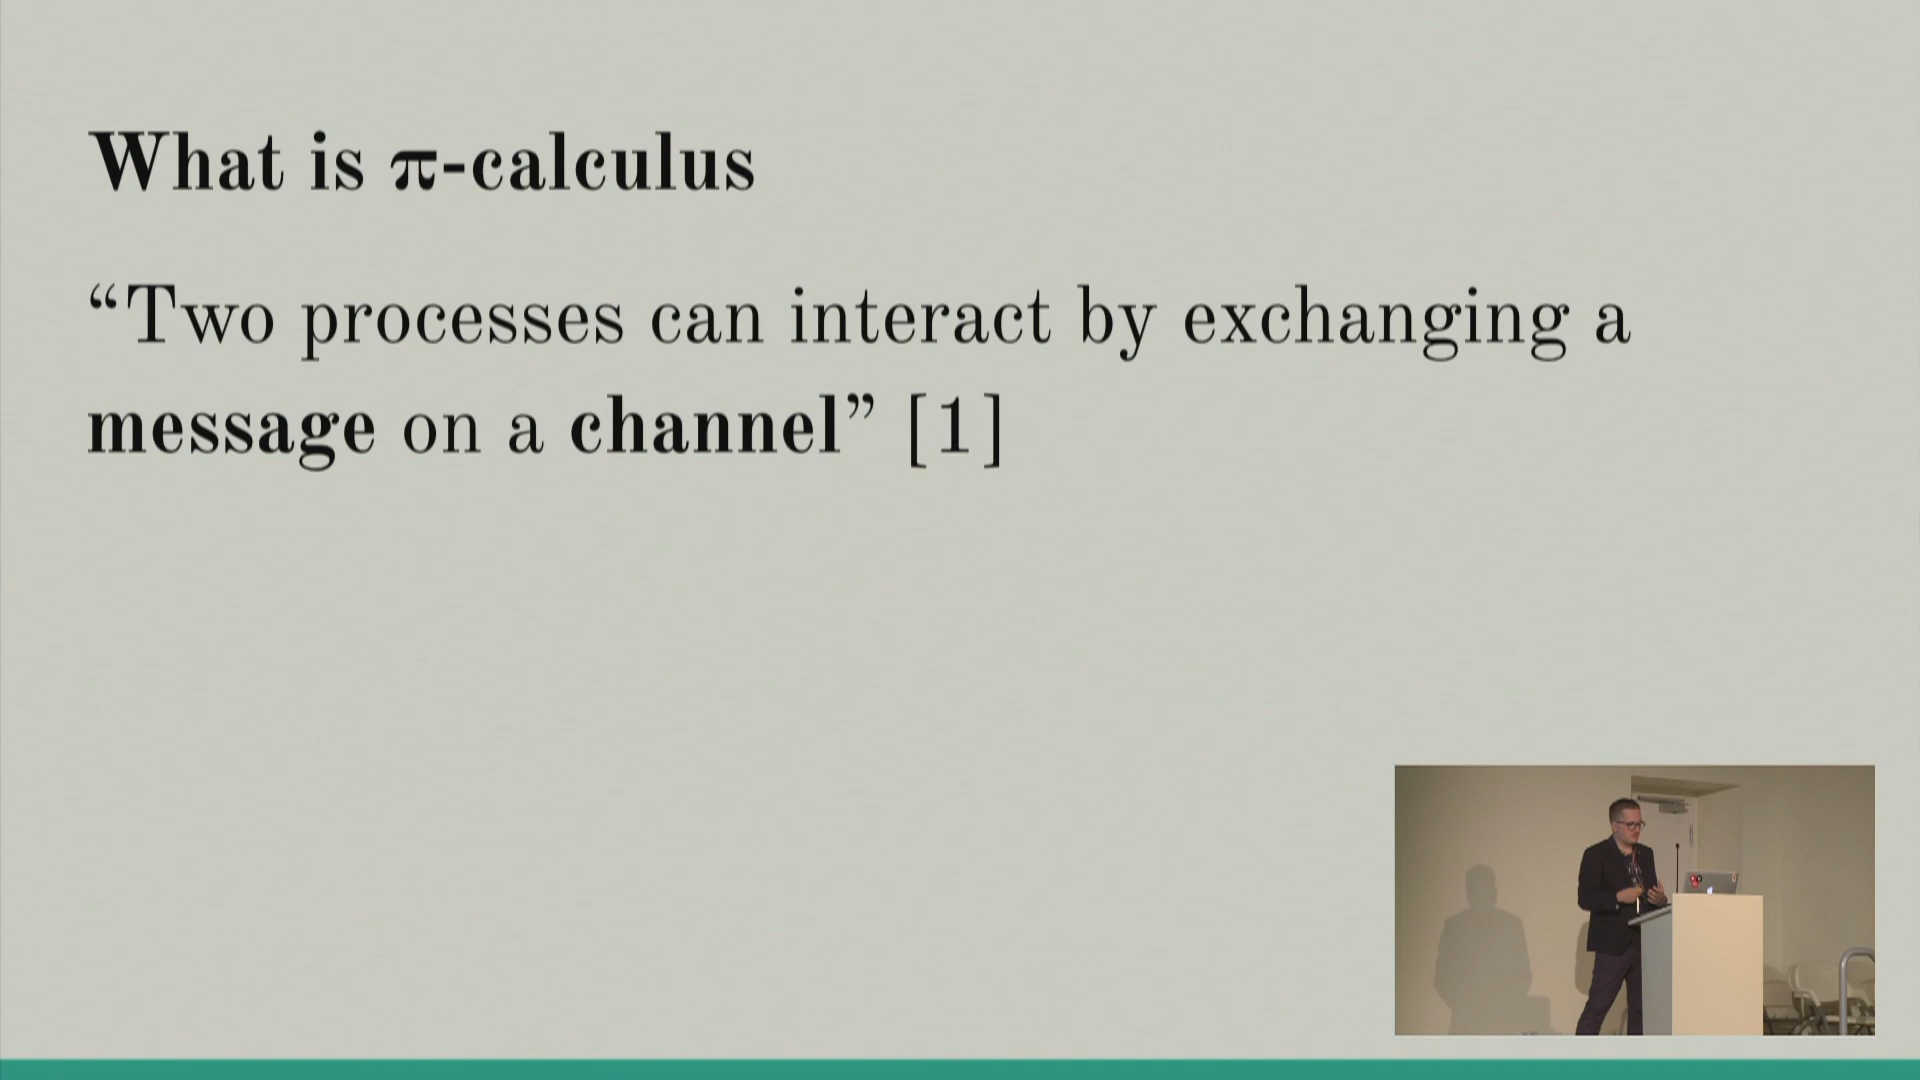 What is π-calculus
“Two processes can interact by exchanging a
message on a channel” [1]